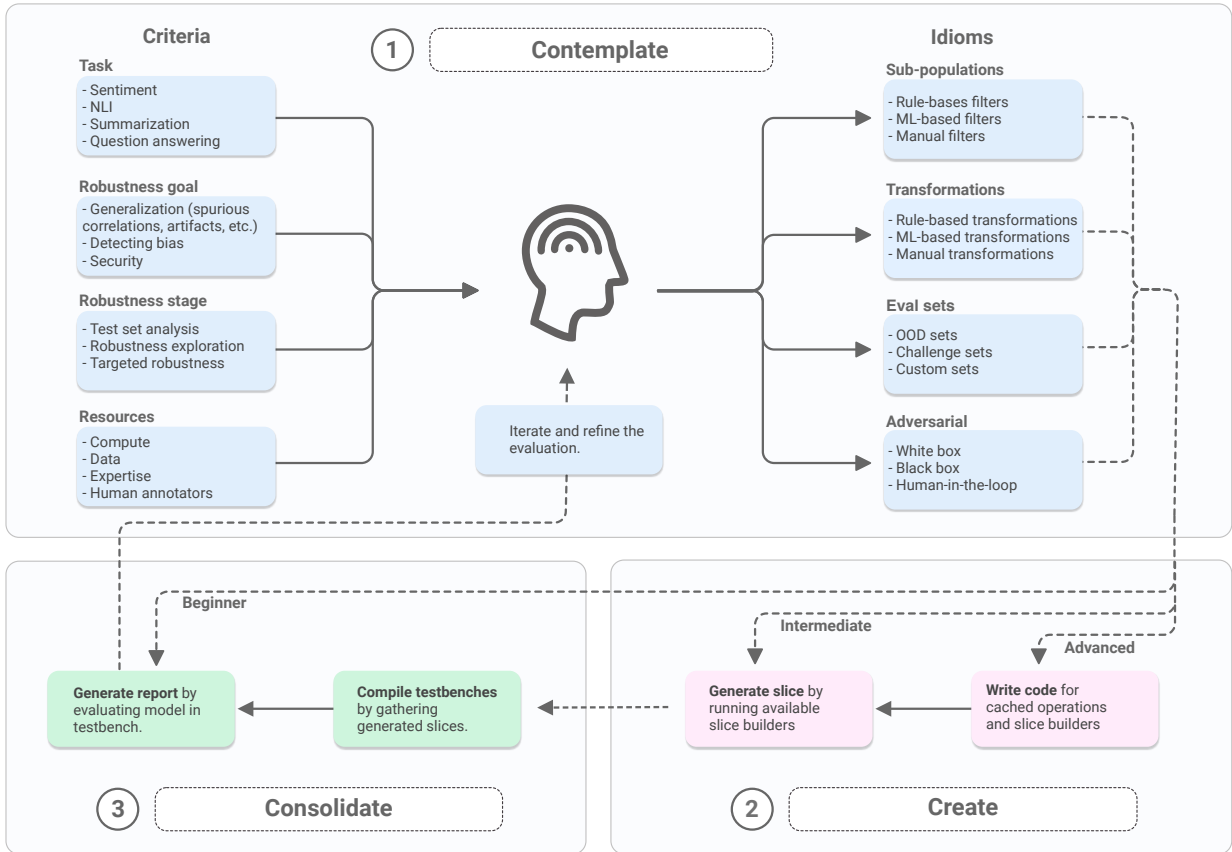 1
Contemplate
Criteria
Task
- Sentiment
- NLI
- Summarization
- Question answering
Robustness goal
- Generalization (spurious
correlations, artifacts, etc.)
- Detecting bias
- Security
Robustness stage
- Test set analysis
- Robustness exploration
- Targeted robustness
Resources
- Compute
- Data
- Expertise
- Human annotators
Iterate and refine the
evaluation.
Idioms
Sub-populations
- Rule-bases filters
- ML-based filters
- Manual filters
Transformations
- Rule-based transformations
- ML-based transformations
- Manual transformations
Eval sets
- OOD sets
- Challenge sets
- Custom sets
Adversarial
- White box
- Black box
- Human-in-the-loop
Beginner
Intermediate
Advanced
Generate report by
evaluating model in
testbench.
Compile testbenches
by gathering
generated slices.
Generate slice by
running available
slice builders
Write code for
cached operations
and slice builders
3
Consolidate
2
Create